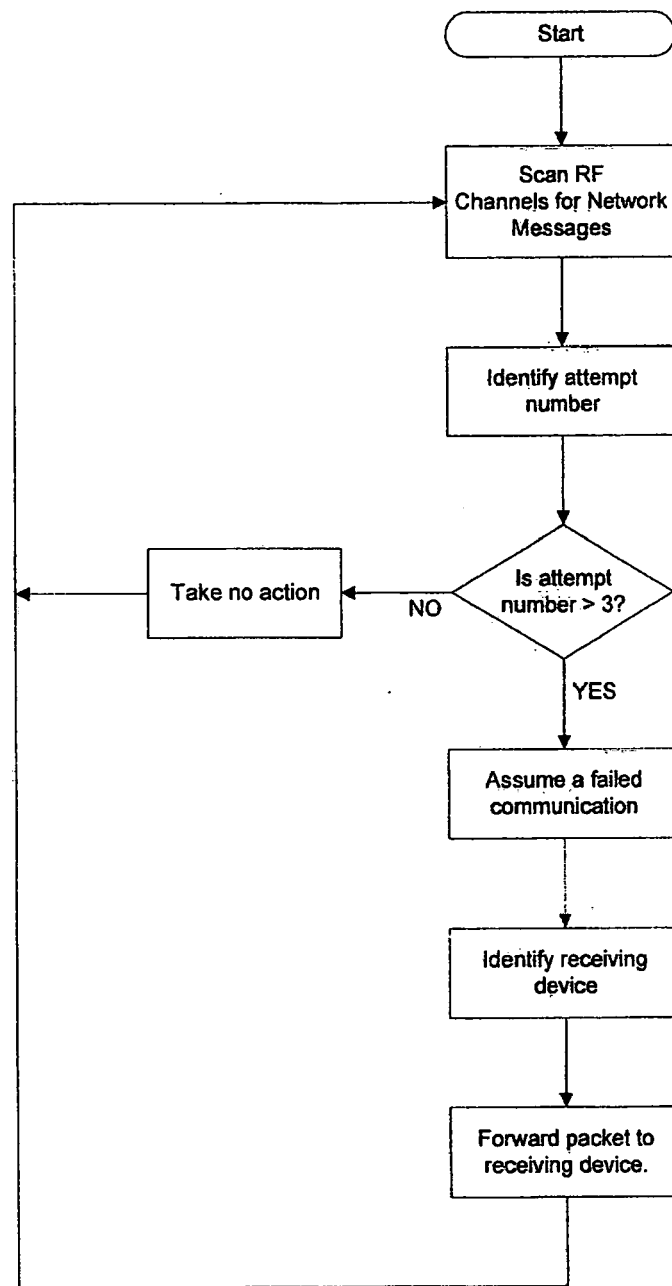 Start
Scan RF
Channels for Network
Messages
Identify attempt
number
Is attempt
number > 3?
NO
Take no action
YES
Assume a failed
communication
Identify receiving
device
Forward packet to
receiving device.